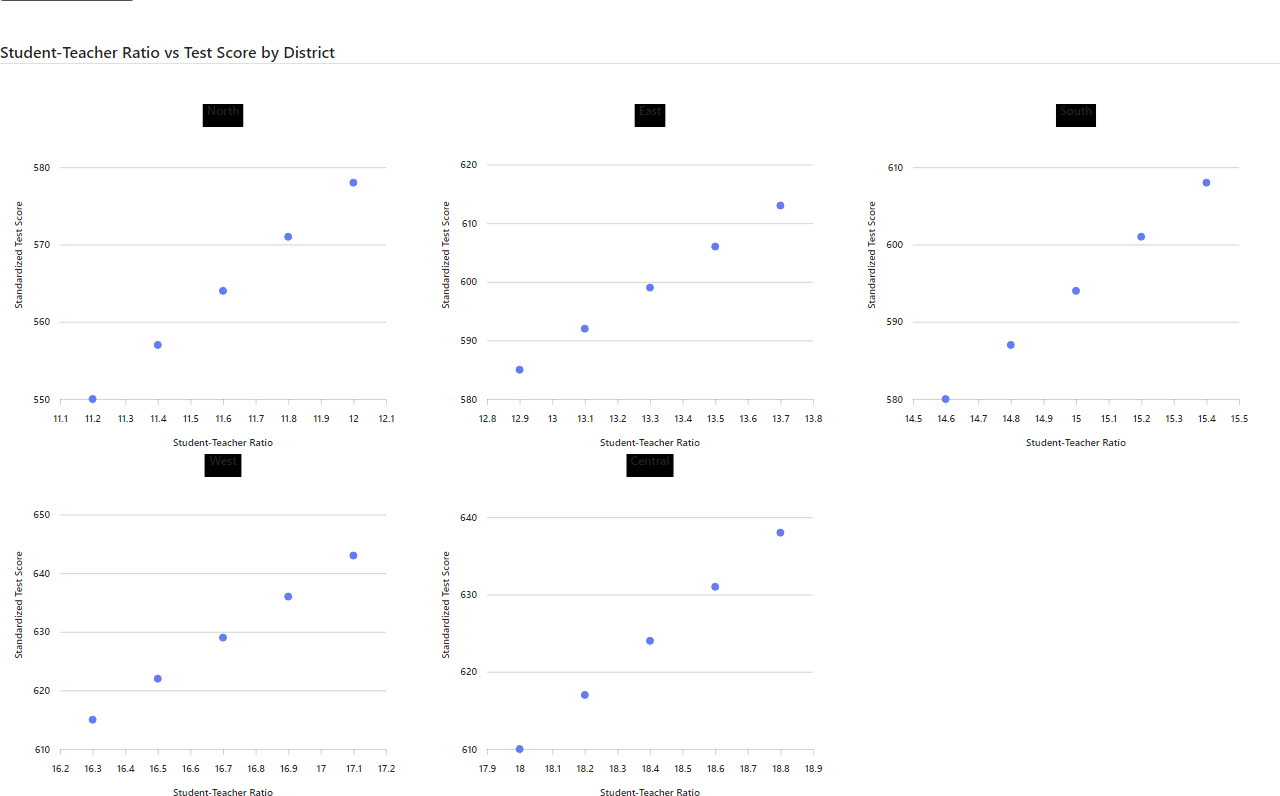 Student-Teacher Ratio vs Test Score by District
North
East
South
Standardized Test Score
580
570
560
550
11.1 11.2 11.3 11.4 11.5 11.6 11.7 11.8 11.9 12 12.1
Student-Teacher Ratio
Standardized Test Score
620
610
600
590
580
12.8 12.9 13 13.1 13.2 13.3 13.4 13.5 13.6 13.7 13.8
Student-Teacher Ratio
Standardized Test Score
610
600
590
580
14.5 14.6 14.7 14.8 14.9 15 15.1 15.2 15.3 15.4 15.5
Student-Teacher Ratio
West
Central
Standardized Test Score
650
640
630
620
610
16.2 16.3 16.4 16.5 16.6 16.7 16.8 16.9 17 17.1 17.2
Student-Teacher Ratio
Standardized Test Score
640
630
620
610
17.9 18 18.1 18.2 18.3 18.4 18.5 18.6 18.7 18.8 18.9
Student-Teacher Ratio